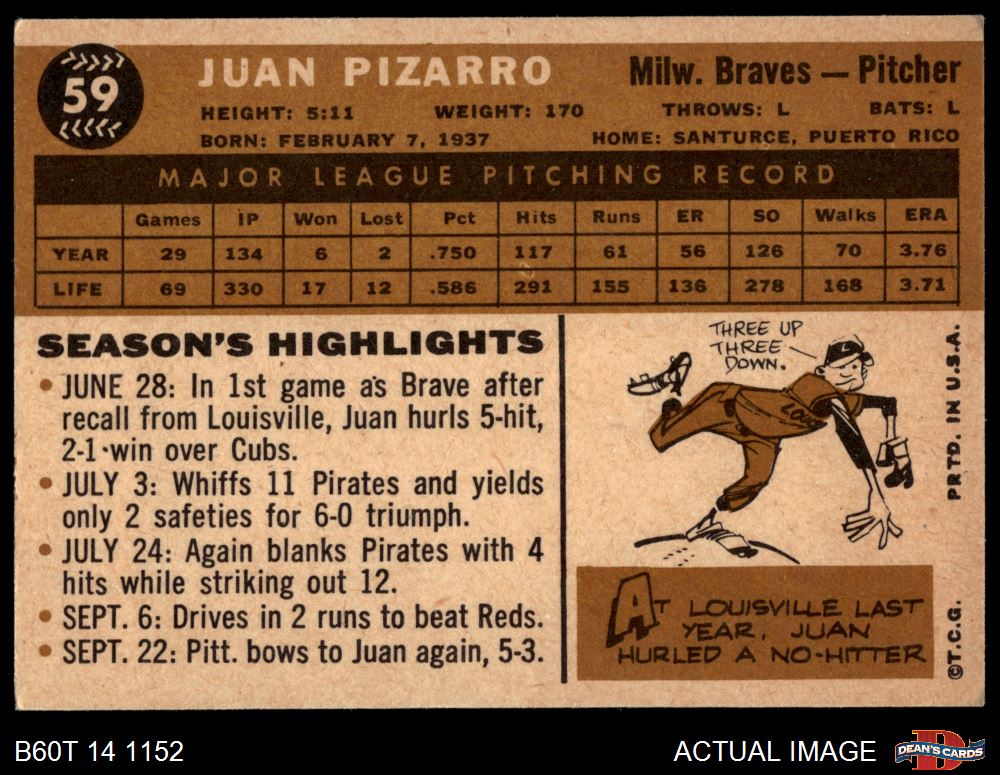 59
JUAN PIZARRO
Milw. Braves — Pitcher
HEIGHT: 5:11 WEIGHT: 170 THROWS: L BATS: L
BORN: FEBRUARY 7, 1937 HOME: SANTURCE, PUERTO RICO
MAJOR LEAGUE PITCHING RECORD
Games IP Won Lost Pct Hits Runs ER SO Walks ERA
YEAR 29 134 6 2 .750 117 61 56 126 70 3.76
LIFE 69 330 17 12 .586 291 155 136 278 168 3.71
SEASON'S HIGHLIGHTS
• JUNE 28: In 1st game as Brave after
recall from Louisville, Juan hurls 5-hit,
2-1 win over Cubs.
• JULY 3: Whiffs 11 Pirates and yields
only 2 safeties for 6-0 triumph.
• JULY 24: Again blanks Pirates with 4
hits while striking out 12.
• SEPT. 6: Drives in 2 runs to beat Reds.
• SEPT. 22: Pitt. bows to Juan again, 5-3.
THREE UP
THREE
DOWN.
L
Lou
AT LOUISVILLE LAST
YEAR, JUAN
HURLED A NO-HITTER
PRTD. IN U.S.A.
©T.C.G.
B60T 14 1152
ACTUAL IMAGE
D
DEAN'S CARDS